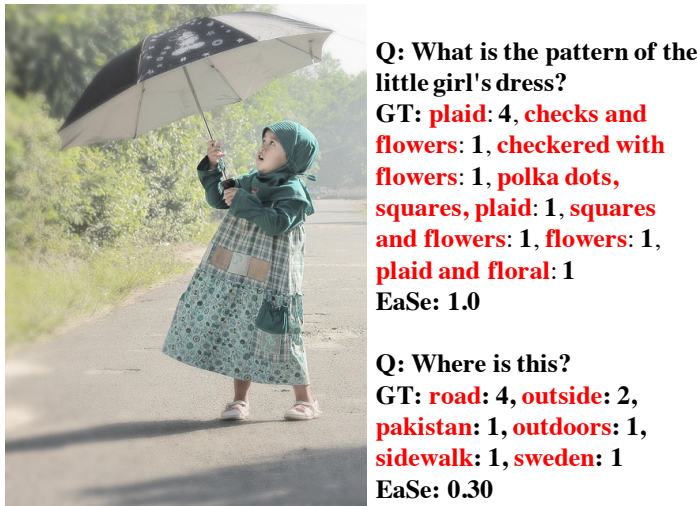 Q: What is the pattern of the
little girl's dress?
GT: plaid: 4, checks and
flowers: 1, checkered with
flowers: 1, polka dots,
squares, plaid: 1, squares
and flowers: 1, flowers: 1,
plaid and floral: 1
EaSe: 1.0
Q: Where is this?
GT: road: 4, outside: 2,
pakistan: 1, outdoors: 1,
sidewalk: 1, sweden: 1
EaSe: 0.30